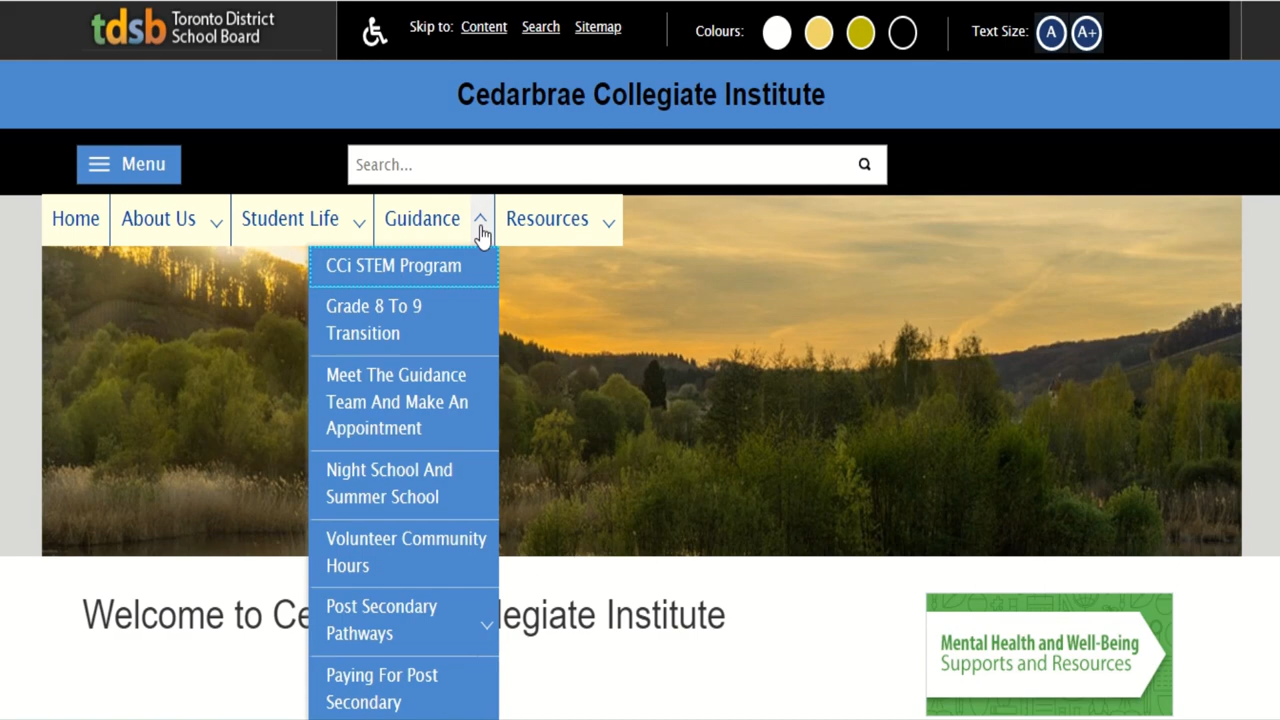 tdsb Toronto District
School Board
Skip to: Content Search Sitemap
Colours:
Text Size: A A+
Cedarbrae Collegiate Institute
Menu
Search...
Home About Us Student Life Guidance Resources
CCi STEM Program
Grade 8 To 9
Transition
Meet The Guidance
Team And Make An
Appointment
Night School And
Summer School
Volunteer Community
Hours
Post Secondary
Pathways
Paying For Post
Secondary
Welcome to Ce llegiate Institute
Mental Health and Well-Being
Supports and Resources